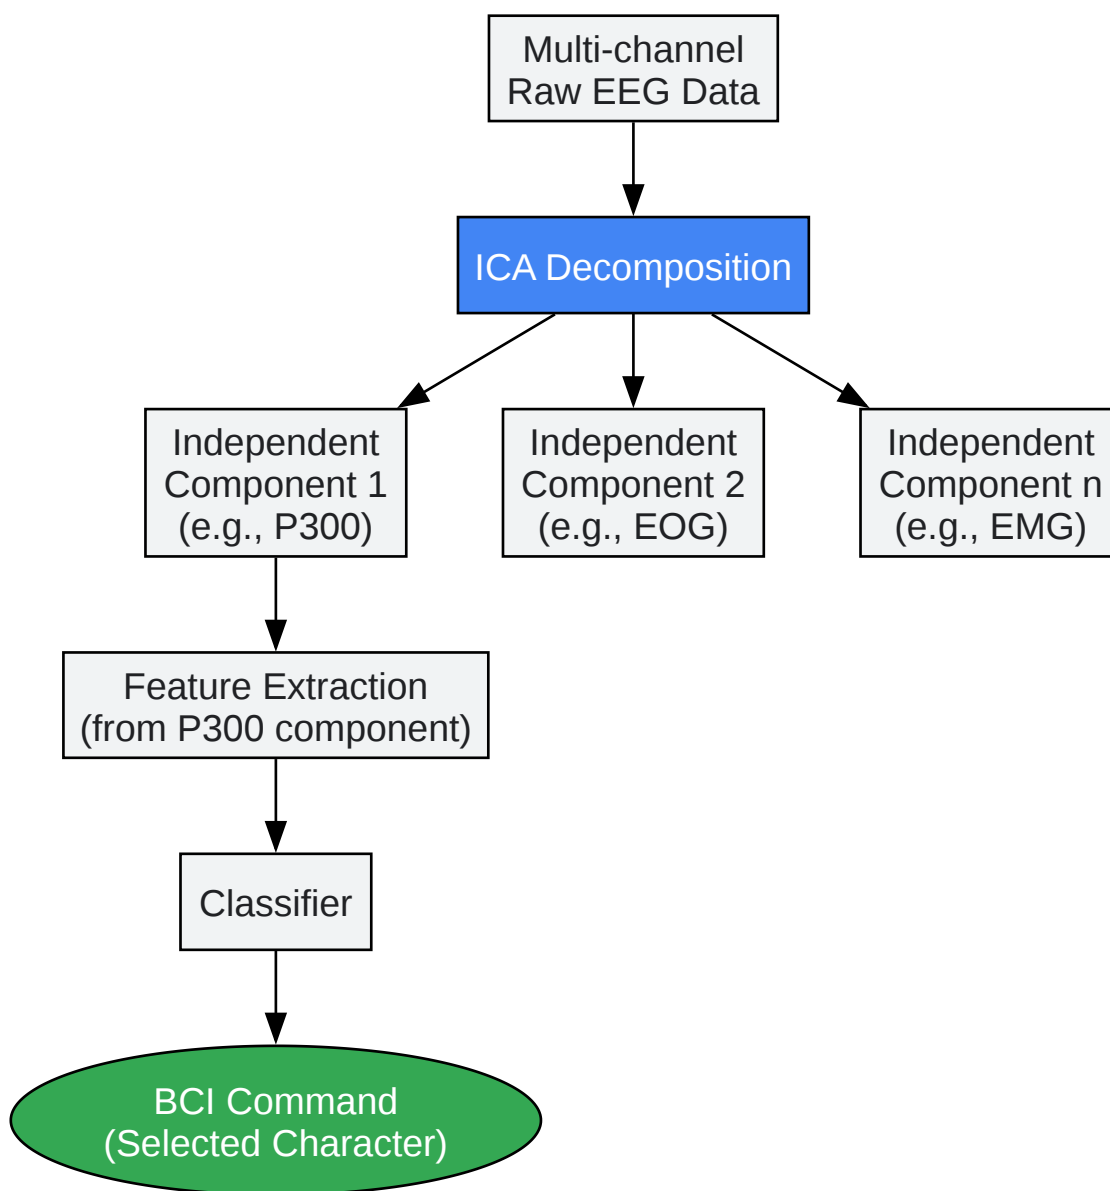 Multi-channel
Raw EEG Data
ICA Decomposition
Independent
Component 1
(e.g., P300)
Independent
Component 2
(e.g., EOG)
Independent
Component n
(e.g., EMG)
Feature Extraction
(from P300 component)
Classifier
BCI Command
(Selected Character)